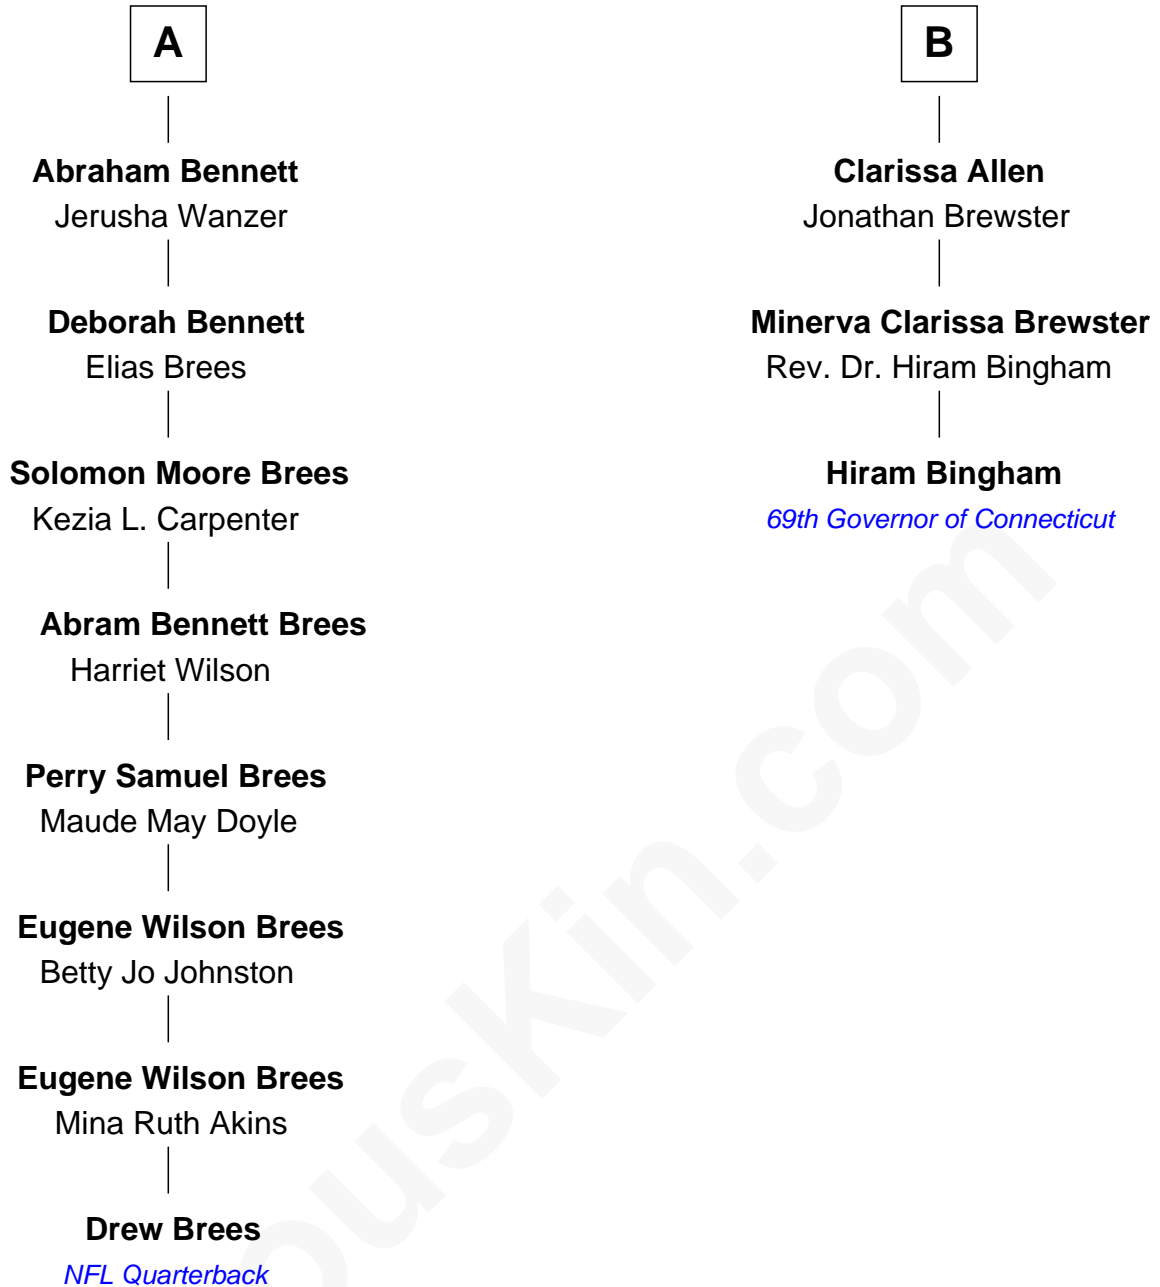 A
Abraham Bennett
Jerusha Wanzer
Deborah Bennett
Elias Brees
Solomon Moore Brees
Kezia L. Carpenter
Abram Bennett Brees
Harriet Wilson
Perry Samuel Brees
Maude May Doyle
Eugene Wilson Brees
Betty Jo Johnston
Eugene Wilson Brees
Mina Ruth Akins
Drew Brees
NFL Quarterback
B
Clarissa Allen
Jonathan Brewster
Minerva Clarissa Brewster
Rev. Dr. Hiram Bingham
Hiram Bingham
69th Governor of Connecticut
ousKin.com